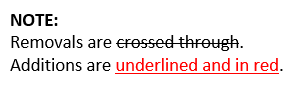 NOTE:
Removals are crossed through.
Additions are underlined and in red.